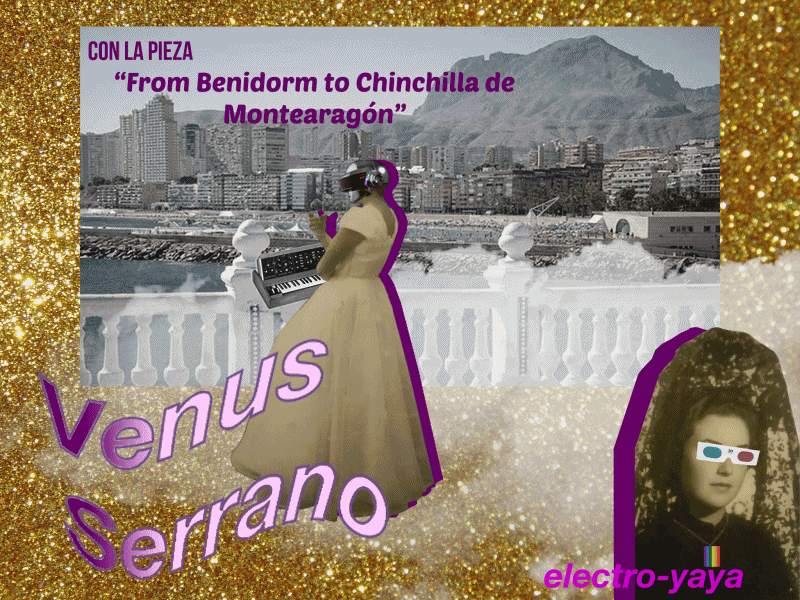 CON LA PIEZA
“From Benidorm to Chinchilla de
Montearagón”
Venus
Serrano
electro-yaya